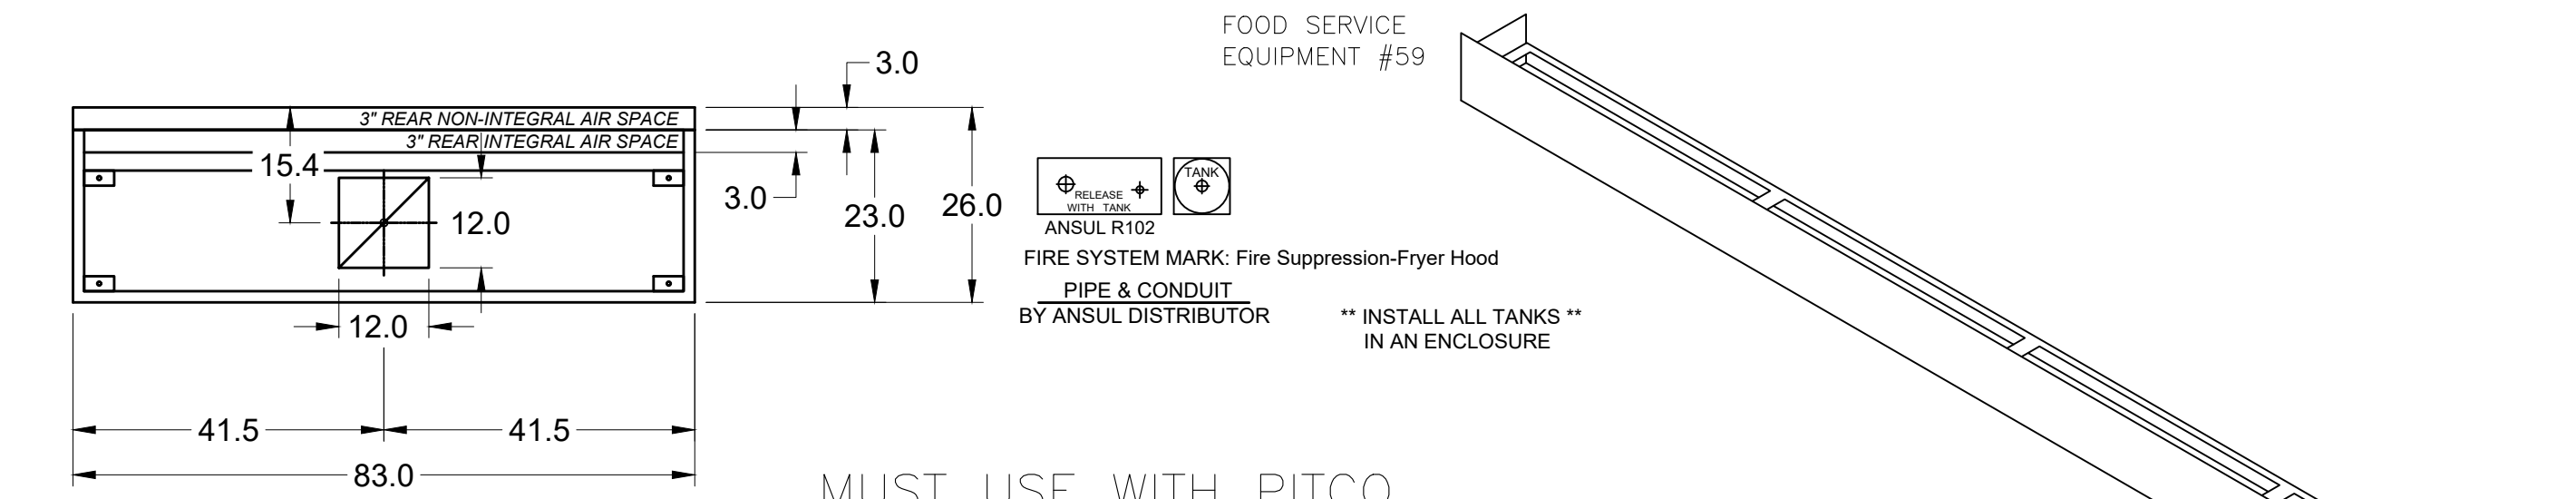 FOOD SERVICE
EQUIPMENT #59
3.0
3" REAR NON-INTEGRAL AIR SPACE
3" REAR INTEGRAL AIR SPACE
15.4
12.0
3.0
23.0
26.0
TANK
RELEASE
WITH TANK
ANSUL R102
FIRE SYSTEM MARK: Fire Suppression-Fryer Hood
PIPE & CONDUIT
BY ANSUL DISTRIBUTOR
** INSTALL ALL TANKS **
IN AN ENCLOSURE
12.0
41.5
41.5
83.0
MUST USE WITH PITCO